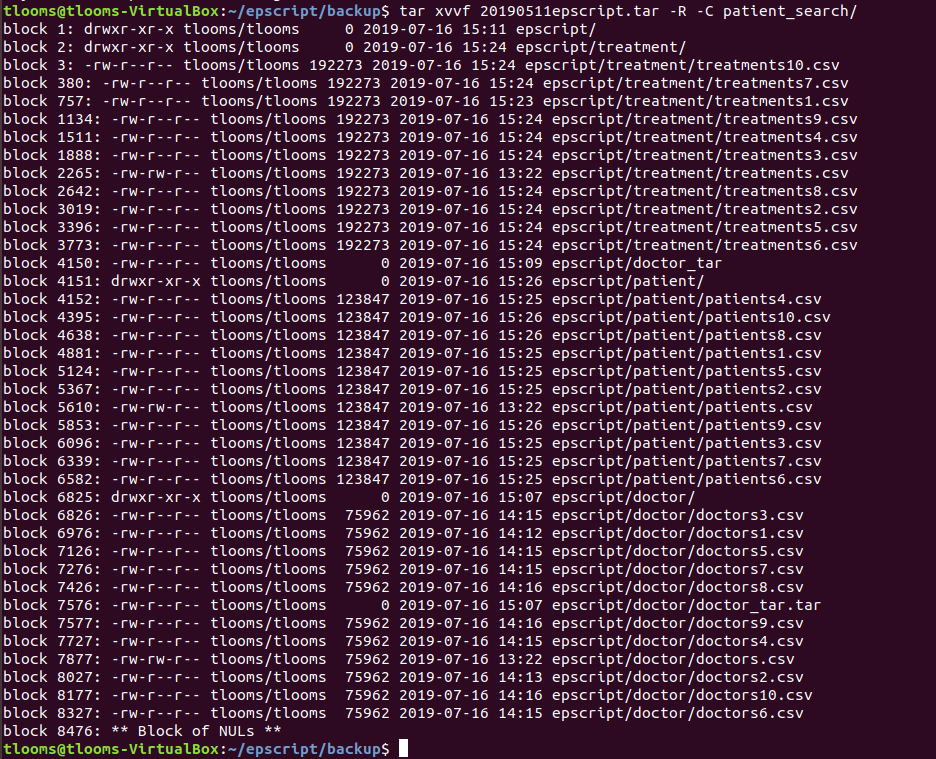 tlooms@tlooms-VirtualBox:~/epscript/backup$ tar xvvf 20190511epscript.tar -R -C patient_search/
block 1: drwxr-xr-x tlooms/tlooms     0 2019-07-16 15:11 epscript/
block 2: drwxr-xr-x tlooms/tlooms     0 2019-07-16 15:24 epscript/treatment/
block 3: -rw-r--r-- tlooms/tlooms 192273 2019-07-16 15:24 epscript/treatment/treatments10.csv
block 380: -rw-r--r-- tlooms/tlooms 192273 2019-07-16 15:24 epscript/treatment/treatments7.csv
block 757: -rw-r--r-- tlooms/tlooms 192273 2019-07-16 15:23 epscript/treatment/treatments1.csv
block 1134: -rw-r--r-- tlooms/tlooms 192273 2019-07-16 15:24 epscript/treatment/treatments9.csv
block 1511: -rw-r--r-- tlooms/tlooms 192273 2019-07-16 15:24 epscript/treatment/treatments4.csv
block 1888: -rw-r--r-- tlooms/tlooms 192273 2019-07-16 15:24 epscript/treatment/treatments3.csv
block 2265: -rw-rw-r-- tlooms/tlooms 192273 2019-07-16 13:22 epscript/treatment/treatments.csv
block 2642: -rw-r--r-- tlooms/tlooms 192273 2019-07-16 15:24 epscript/treatment/treatments8.csv
block 3019: -rw-r--r-- tlooms/tlooms 192273 2019-07-16 15:24 epscript/treatment/treatments2.csv
block 3396: -rw-r--r-- tlooms/tlooms 192273 2019-07-16 15:24 epscript/treatment/treatments5.csv
block 3773: -rw-r--r-- tlooms/tlooms 192273 2019-07-16 15:24 epscript/treatment/treatments6.csv
block 4150: -rw-r--r-- tlooms/tlooms      0 2019-07-16 15:09 epscript/doctor_tar
block 4151: drwxr-xr-x tlooms/tlooms      0 2019-07-16 15:26 epscript/patient/
block 4152: -rw-r--r-- tlooms/tlooms 123847 2019-07-16 15:25 epscript/patient/patients4.csv
block 4395: -rw-r--r-- tlooms/tlooms 123847 2019-07-16 15:26 epscript/patient/patients10.csv
block 4638: -rw-r--r-- tlooms/tlooms 123847 2019-07-16 15:26 epscript/patient/patients8.csv
block 4881: -rw-r--r-- tlooms/tlooms 123847 2019-07-16 15:25 epscript/patient/patients1.csv
block 5124: -rw-r--r-- tlooms/tlooms 123847 2019-07-16 15:25 epscript/patient/patients5.csv
block 5367: -rw-r--r-- tlooms/tlooms 123847 2019-07-16 15:25 epscript/patient/patients2.csv
block 5610: -rw-rw-r-- tlooms/tlooms 123847 2019-07-16 13:22 epscript/patient/patients.csv
block 5853: -rw-r--r-- tlooms/tlooms 123847 2019-07-16 15:26 epscript/patient/patients9.csv
block 6096: -rw-r--r-- tlooms/tlooms 123847 2019-07-16 15:25 epscript/patient/patients3.csv
block 6339: -rw-r--r-- tlooms/tlooms 123847 2019-07-16 15:25 epscript/patient/patients7.csv
block 6582: -rw-r--r-- tlooms/tlooms 123847 2019-07-16 15:25 epscript/patient/patients6.csv
block 6825: drwxr-xr-x tlooms/tlooms      0 2019-07-16 15:07 epscript/doctor/
block 6826: -rw-r--r-- tlooms/tlooms  75962 2019-07-16 14:15 epscript/doctor/doctors3.csv
block 6976: -rw-r--r-- tlooms/tlooms  75962 2019-07-16 14:12 epscript/doctor/doctors1.csv
block 7126: -rw-r--r-- tlooms/tlooms  75962 2019-07-16 14:15 epscript/doctor/doctors5.csv
block 7276: -rw-r--r-- tlooms/tlooms  75962 2019-07-16 14:15 epscript/doctor/doctors7.csv
block 7426: -rw-r--r-- tlooms/tlooms  75962 2019-07-16 14:16 epscript/doctor/doctors8.csv
block 7576: -rw-r--r-- tlooms/tlooms      0 2019-07-16 15:07 epscript/doctor/doctor_tar.tar
block 7577: -rw-r--r-- tlooms/tlooms  75962 2019-07-16 14:16 epscript/doctor/doctors9.csv
block 7727: -rw-r--r-- tlooms/tlooms  75962 2019-07-16 14:15 epscript/doctor/doctors4.csv
block 7877: -rw-rw-r-- tlooms/tlooms  75962 2019-07-16 13:22 epscript/doctor/doctors.csv
block 8027: -rw-r--r-- tlooms/tlooms  75962 2019-07-16 14:13 epscript/doctor/doctors2.csv
block 8177: -rw-r--r-- tlooms/tlooms  75962 2019-07-16 14:16 epscript/doctor/doctors10.csv
block 8327: -rw-r--r-- tlooms/tlooms  75962 2019-07-16 14:15 epscript/doctor/doctors6.csv
block 8476: ** Block of NULs **
tlooms@tlooms-VirtualBox:~/epscript/backup$